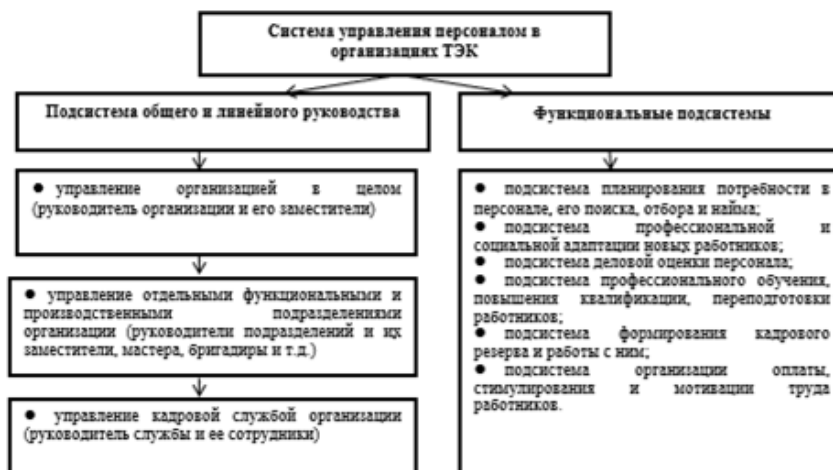 Система управления персоналом в
организациях ТЭК
Подсистема общего и линейного руководства
● управление организацией в целом
(руководитель организации и его заместители)
● управление отдельными функциональными и
производственными подразделениями
организации (руководители подразделений и их
заместители, мастера, бригадиры и т.д.)
● управление кадровой службой организации
(руководитель службы и ее сотрудники)
Функциональные подсистемы
● подсистема планирования потребности в
персонале, его поиска, отбора и найма;
● подсистема профессиональной и
социальной адаптации новых работников;
● подсистема деловой оценки персонала;
● подсистема профессионального обучения,
повышения квалификации, переподготовки
работников;
● подсистема формирования кадрового
резерва и работы с ним;
● подсистема организации оплаты,
стимулирования и мотивации труда
работников.